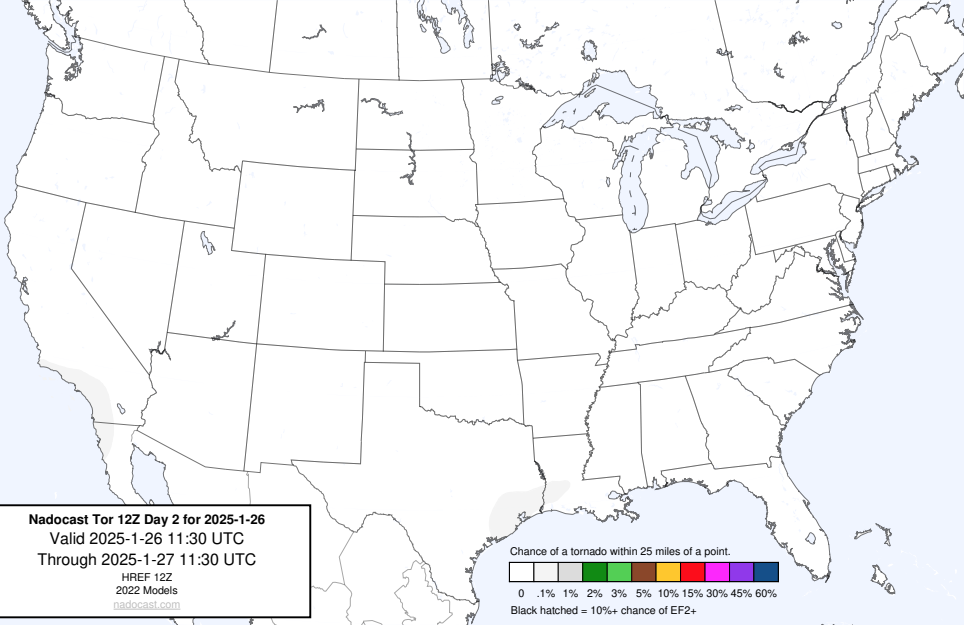 Nadocast Tor 12Z Day 2 for 2025-1-26
Valid 2025-1-26 11:30 UTC
Through 2025-1-27 11:30 UTC
HREF 12Z
2022 Models
nadocast.com
Chance of a tornado within 25 miles of a point.
0 .1% 1% 2% 3% 5% 10% 15% 30% 45% 60%
Black hatched = 10%+ chance of EF2+